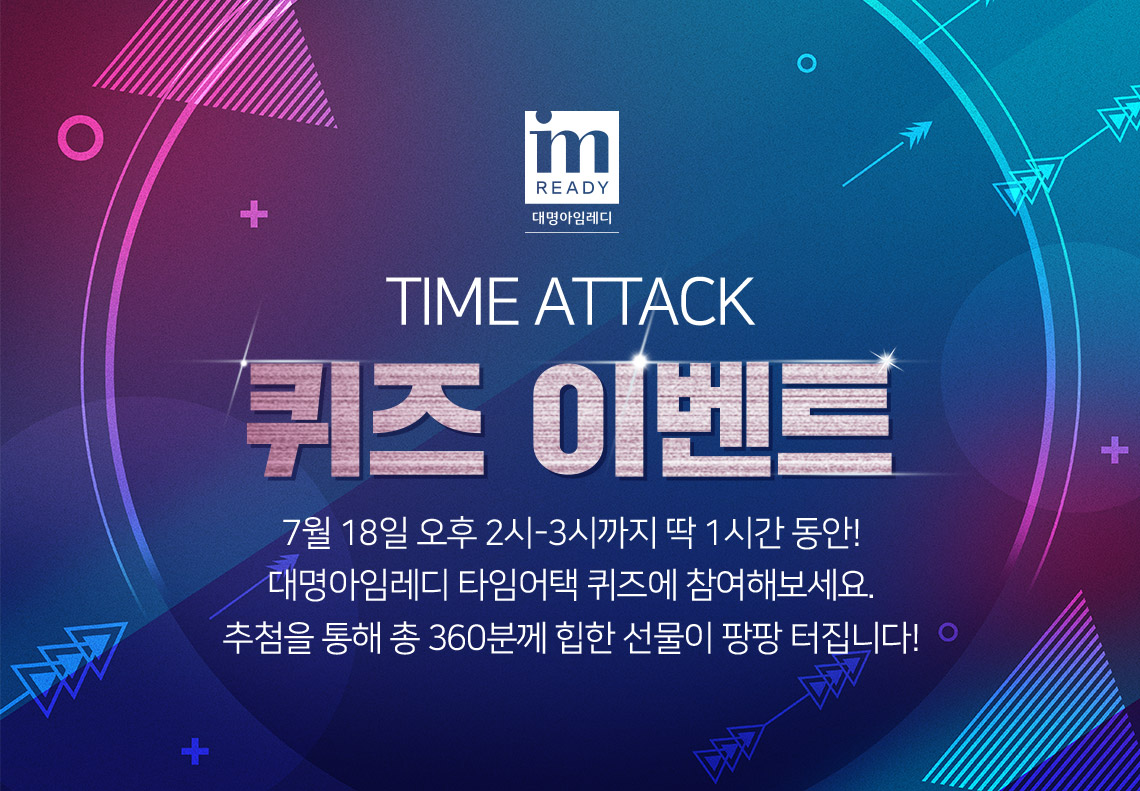 im
READY
대명아임레디
TIME ATTACK
퀴즈 이벤트
7월 18일 오후 2시-3시까지 딱 1시간 동안!
대명아임레디 타임어택 퀴즈에 참여해보세요.
추첨을 통해 총 360분께 힙한 선물이 팡팡 터집니다!